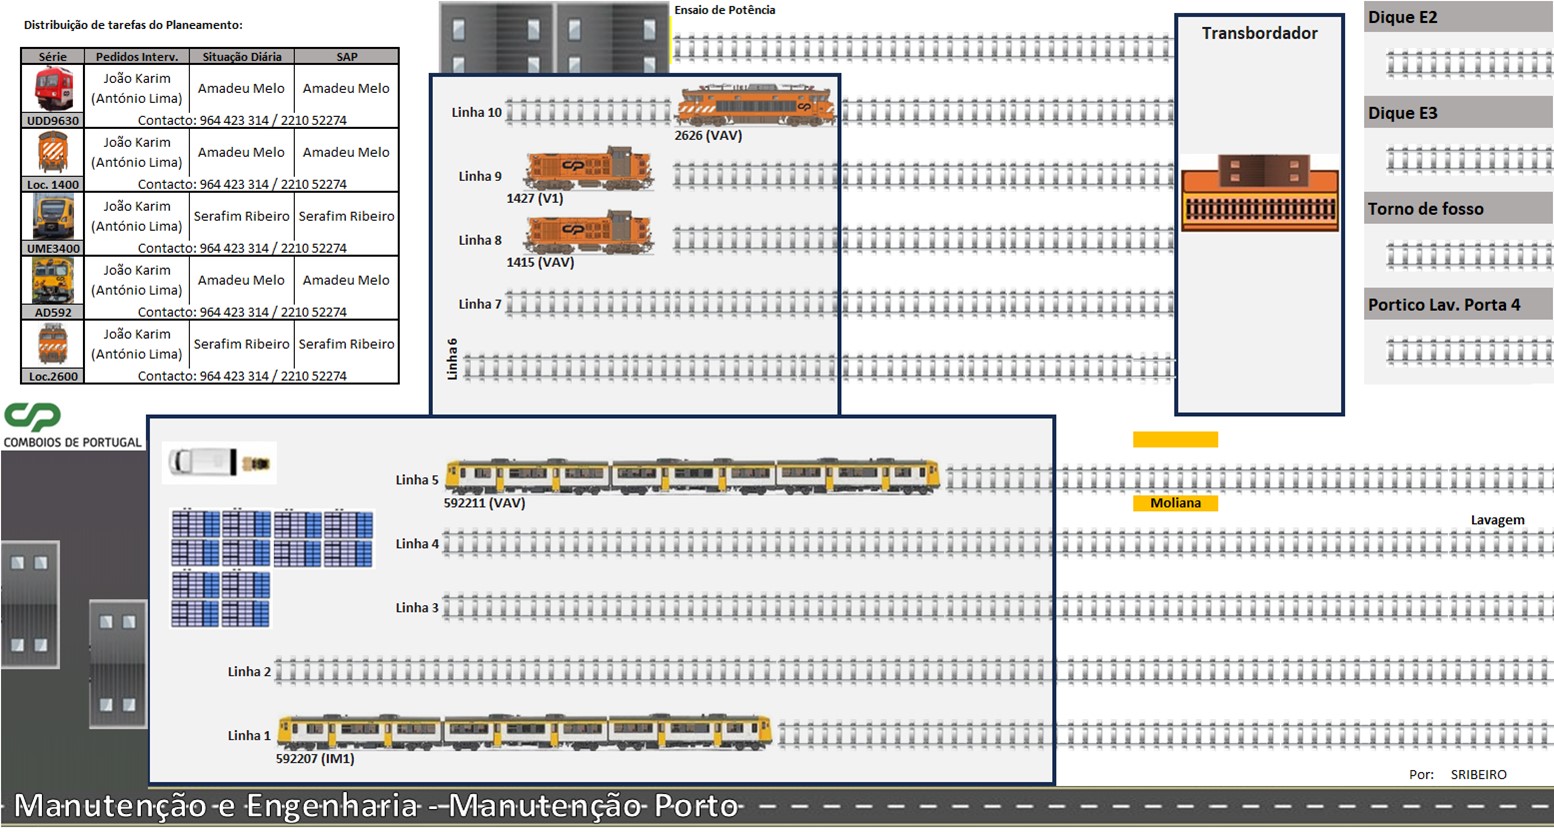 Distribuição de tarefas do Planeamento:
Série Pedidos Interv. Situação Diária SAP
João Karim
(António Lima) Amadeu Melo Amadeu Melo
UDD9630 Contacto: 964 423 314 / 2210 52274
João Karim
(António Lima) Amadeu Melo Amadeu Melo
Loc. 1400 Contacto: 964 423 314 / 2210 52274
João Karim
(António Lima) Serafim Ribeiro Serafim Ribeiro
UME3400 Contacto: 964 423 314 / 2210 52274
João Karim
(António Lima) Amadeu Melo Amadeu Melo
AD592 Contacto: 964 423 314 / 2210 52274
João Karim
(António Lima) Serafim Ribeiro Serafim Ribeiro
Loc.2600 Contacto: 964 423 314 / 2210 52274
Ensaio de Potência
Linha 10
2626 (VAV)
Linha 9
1427 (V1)
Linha 8
1415 (VAV)
Linha 7
Linha 6
Transbordador
Dique E2
Dique E3
Torno de fosso
Portico Lav. Porta 4
CP
COMBOIOS DE PORTUGAL
Linha 5
592211 (VAV)
Moliana
Lavagem
Linha 4
Linha 3
Linha 2
Linha 1
592207 (IM1)
Por: SRIBEIRO
Manutenção e Engenharia - Manutenção Porto